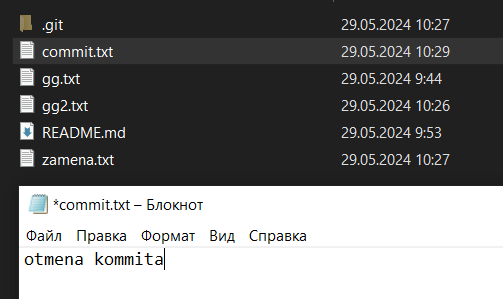 .git 29.05.2024 10:27
commit.txt 29.05.2024 10:29
gg.txt 29.05.2024 9:44
gg2.txt 29.05.2024 10:26
README.md 29.05.2024 9:53
zamena.txt 29.05.2024 10:27
*commit.txt – Блокнот
Файл Правка Формат Вид Справка
otmena kommita